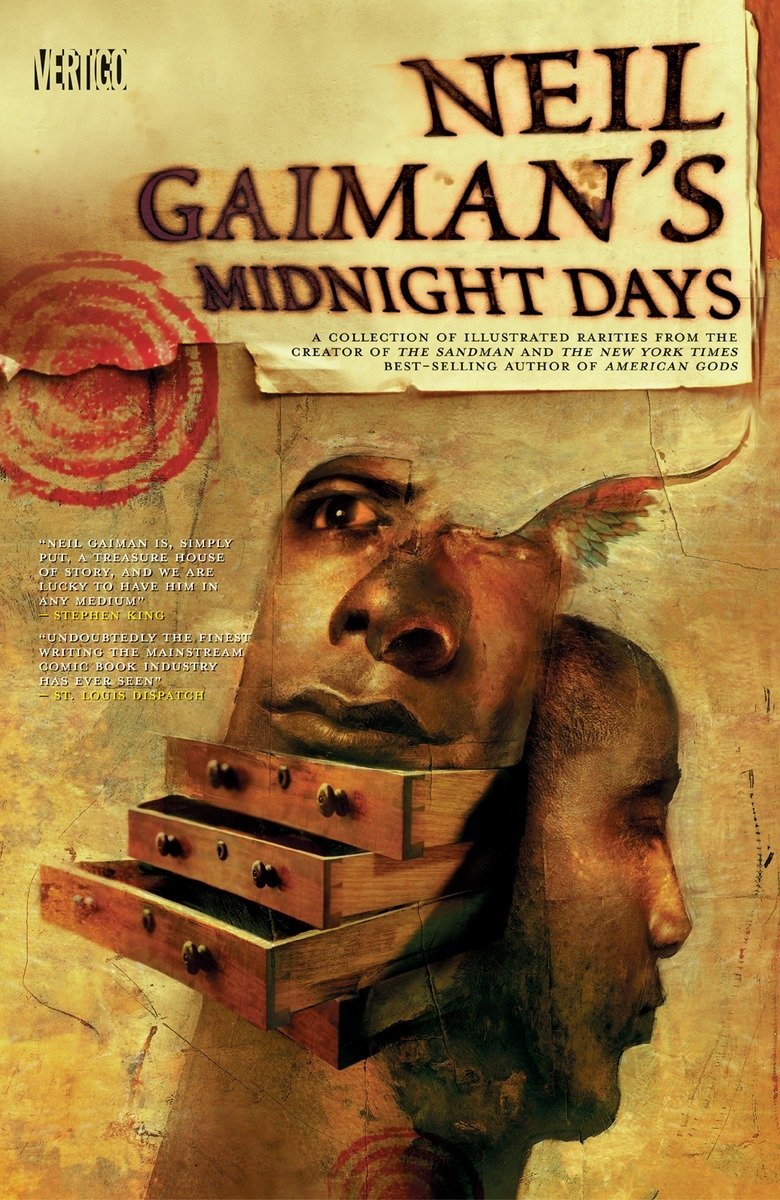 VERTIGO
NEIL
GAIMAN'S
MIDNIGHT DAYS
A COLLECTION OF ILLUSTRATED RARITIES FROM THE
CREATOR OF THE SANDMAN AND THE NEW YORK TIMES
BEST-SELLING AUTHOR OF AMERICAN GODS
"NEIL GAIMAN IS, SIMPLY
PUT, A TREASURE HOUSE
OF STORY, AND WE ARE
LUCKY TO HAVE HIM IN
ANY MEDIUM"
– STEPHEN KING
"UNDOUBTEDLY THE FINEST
WRITING THE MAINSTREAM
COMIC BOOK INDUSTRY
HAS EVER SEEN"
– ST. LOUIS DISPATCH